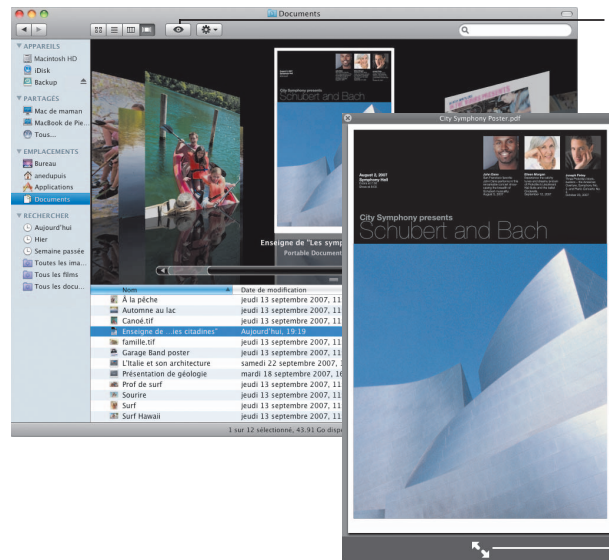 Documents
APPAREILS
Macintosh HD
iDisk
Backup
PARTAGÉS
Mac de maman
MacBook de Pie...
Tous...
EMPLACEMENTS
Bureau
anedupuis
Applications
Documents
RECHERCHER
Aujourd'hui
Hier
Semaine passée
Toutes les ima...
Tous les films
Tous les docu...
City Symphony presents
Schubert and Bach
Enseigne de "Les symp
Portable Documen
Nom Date de modification
À la pêche jeudi 13 septembre 2007, 11
Automne au lac jeudi 13 septembre 2007, 11
Canoé.tif jeudi 13 septembre 2007, 11
Enseigne de ...ies citadines" Aujourd'hui, 19:19
famille.tif jeudi 13 septembre 2007, 11
Garage Band poster jeudi 13 septembre 2007, 11
L'Italie et son architecture samedi 22 septembre 2007,
Présentation de géologie mardi 18 septembre 2007, 16
Prof de surf jeudi 13 septembre 2007, 11
Sourire jeudi 13 septembre 2007, 11
Surf jeudi 13 septembre 2007, 11
Surf Hawaii jeudi 13 septembre 2007, 11
1 sur 12 sélectionné, 43.91 Go disp
City Symphony Poster.pdf
August 2, 2007
Symphony Hall
City Symphony presents
Schubert and Bach